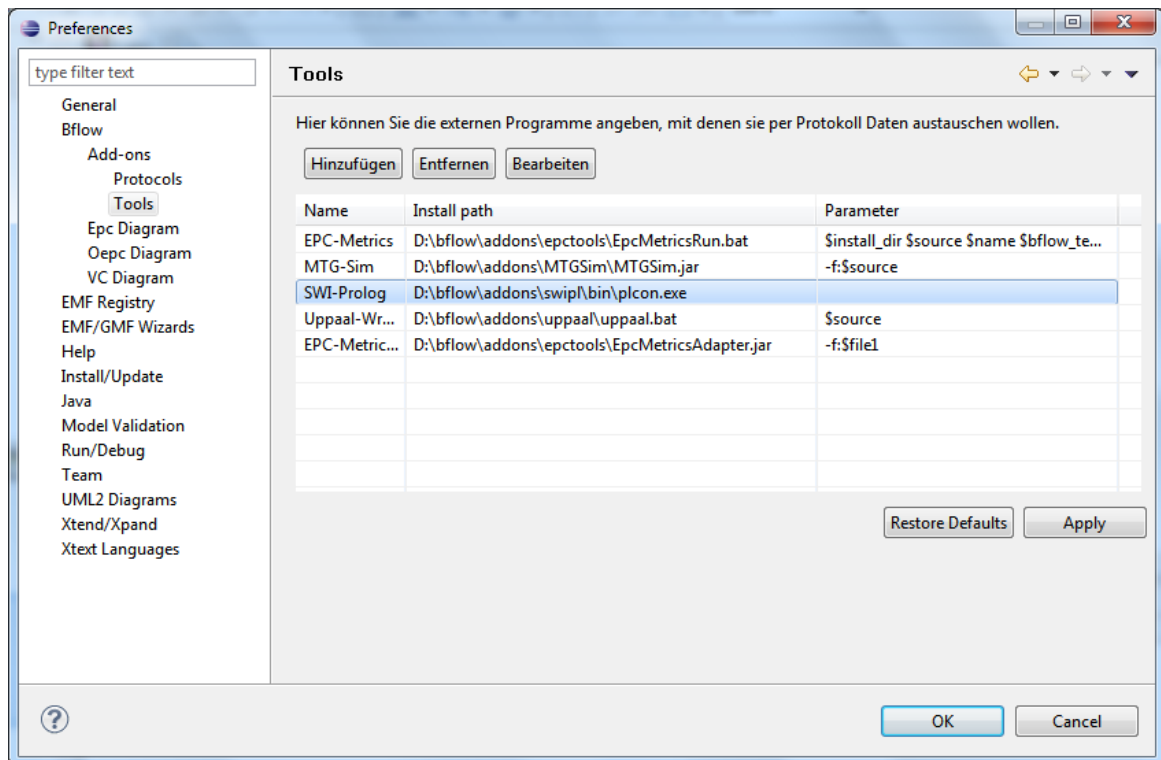 Preferences
type filter text
General
Bflow
Add-ons
Protocols
Tools
Epc Diagram
Oepc Diagram
VC Diagram
EMF Registry
EMF/GMF Wizards
Help
Install/Update
Java
Model Validation
Run/Debug
Team
UML2 Diagrams
Xtend/Xpand
Xtext Languages
Tools
Hier können Sie die externen Programme angeben, mit denen sie per Protokoll Daten austauschen wollen.
Hinzufügen Entfernen Bearbeiten
Name Install path Parameter
EPC-Metrics D:\bflow\addons\epctools\EpcMetricsRun.bat $install_dir $source $name $bflow_te...
MTG-Sim D:\bflow\addons\MTGSim\MTGSim.jar -f:$source
SWI-Prolog D:\bflow\addons\swipl\bin\plcon.exe
Uppaal-Wr... D:\bflow\addons\uppaal\uppaal.bat $source
EPC-Metric... D:\bflow\addons\epctools\EpcMetricsAdapter.jar -f:$file1
Restore Defaults Apply
OK Cancel